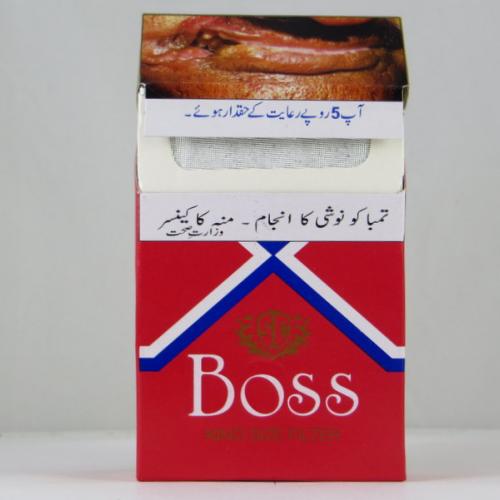 آپ 5 روپے رعایت کے حقدار ہوئے۔
تمباکو نوشی کا انجام ۔ منہ کا کینسر
وزارت صحت
BOSS
KING SIZE FILTER